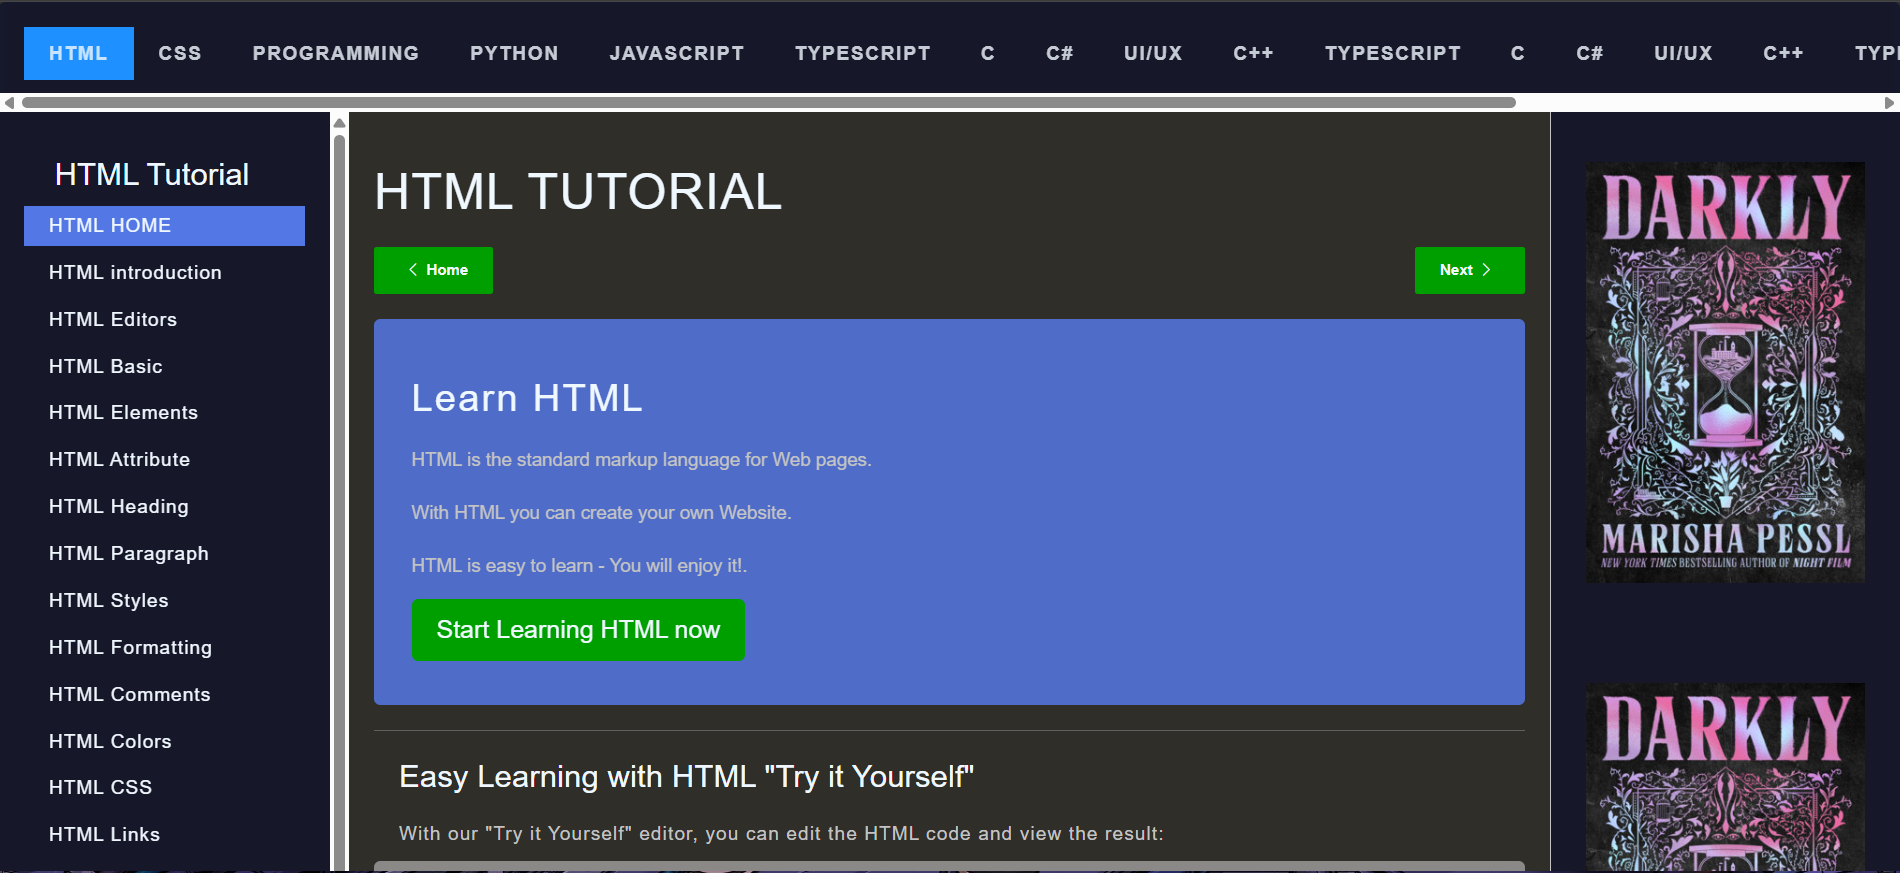 HTML CSS PROGRAMMING PYTHON JAVASCRIPT TYPESCRIPT C C# UI/UX C++ TYPESCRIPT C C# UI/UX C++
HTML Tutorial
HTML HOME
HTML introduction
HTML Editors
HTML Basic
HTML Elements
HTML Attribute
HTML Heading
HTML Paragraph
HTML Styles
HTML Formatting
HTML Comments
HTML Colors
HTML CSS
HTML Links
HTML TUTORIAL
Home
Next
Learn HTML
HTML is the standard markup language for Web pages.
With HTML you can create your own Website.
HTML is easy to learn - You will enjoy it!.
Start Learning HTML now
Easy Learning with HTML "Try it Yourself"
With our "Try it Yourself" editor, you can edit the HTML code and view the result:
DARKLY
MARISHA PESSL
NEW YORK TIMES BESTSELLING AUTHOR OF NIGHT FILM
DARKLY